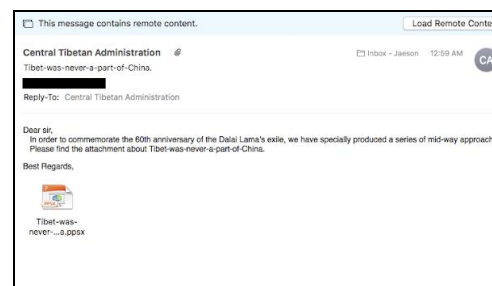 This message contains remote content.
Load Remote Conte
Central Tibetan Administration
Inbox - Jaeson 12:59 AM
CA
Tibet-was-never-a-part-of-China.
Reply-To: Central Tibetan Administration
Dear sir,
In order to commemorate the 60th anniversary of the Dalai Lama's exile, we have specially produced a series of mid-way approach
Please find the attachment about Tibet-was-never-a-part-of-China.
Best Regards,
PPSX
Tibet-was-
never-...a.ppsx